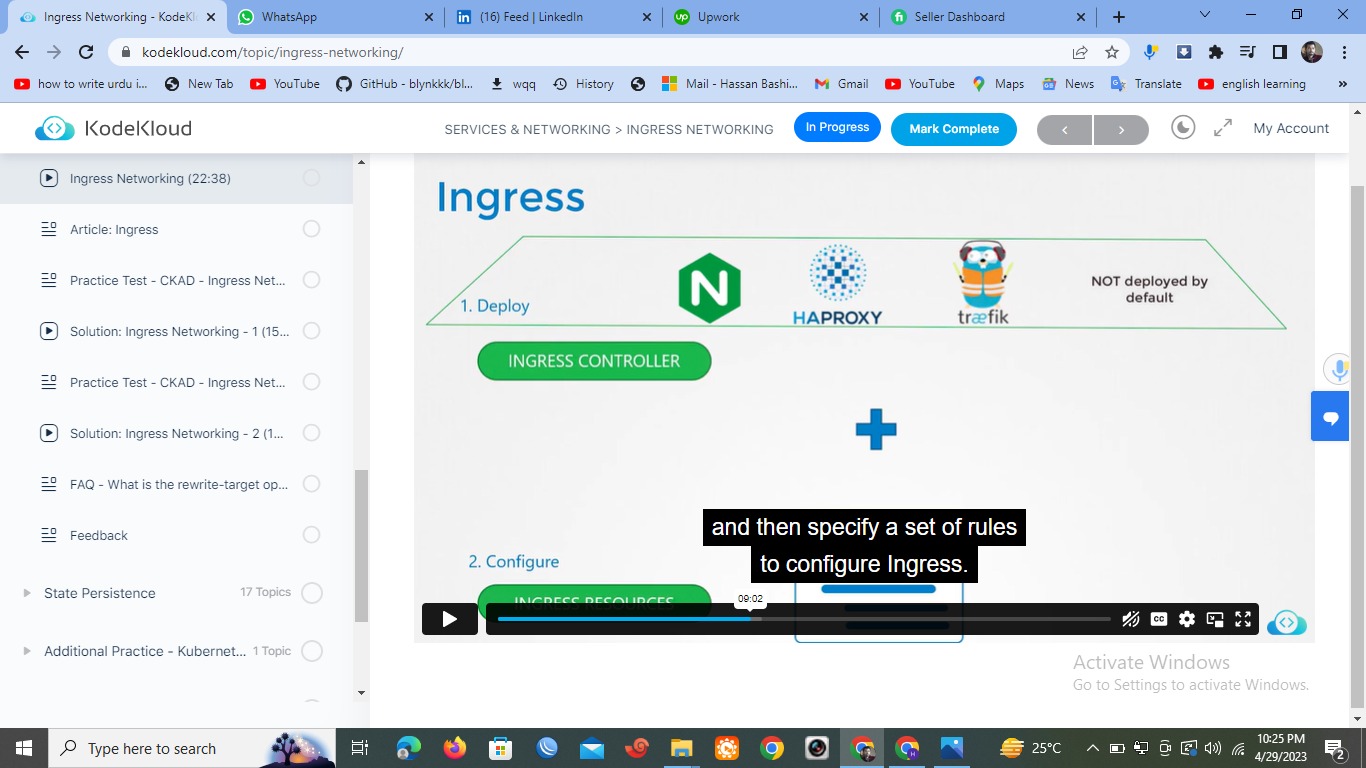 Ingress Networking - KodeKl
WhatsApp
(16) Feed | LinkedIn
Upwork
Seller Dashboard
kodekloud.com/topic/ingress-networking/
how to write urdu i...
New Tab
YouTube
GitHub - blynkkk/bl...
wqq
History
Mail - Hassan Bashi...
Gmail
YouTube
Maps
News
Translate
english learning
»
KodeKloud
SERVICES & NETWORKING > INGRESS NETWORKING
In Progress
Mark Complete
My Account
Ingress Networking (22:38)
Article: Ingress
Practice Test - CKAD - Ingress Net...
Solution: Ingress Networking - 1 (15...
Practice Test - CKAD - Ingress Net...
Solution: Ingress Networking - 2 (1...
FAQ - What is the rewrite-target op...
Feedback
State Persistence
17 Topics
Additional Practice - Kubernet...
1 Topic
Ingress
1. Deploy
N
HAPROXY
træfik
NOT deployed by
default
INGRESS CONTROLLER
and then specify a set of rules
to configure Ingress.
2. Configure
INGRESS RESOURCES
09:02
CC
Activate Windows
Go to Settings to activate Windows.
Type here to search
25°C
10:25 PM
4/29/2023
2